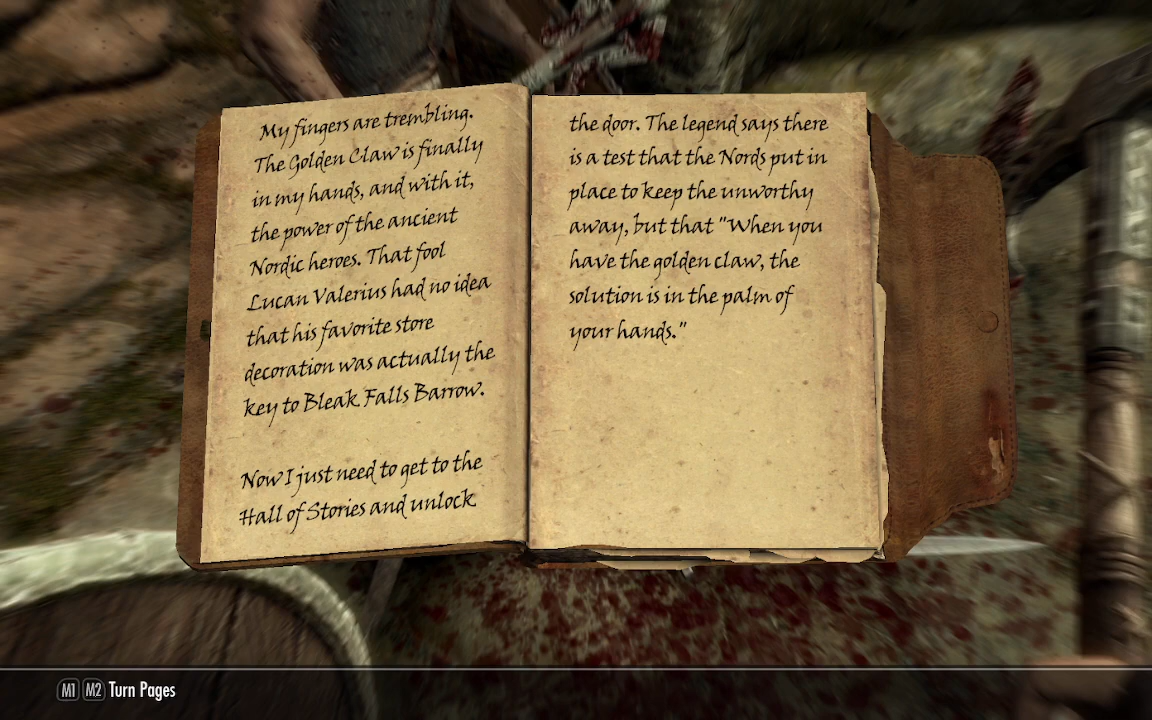 My fingers are trembling.
The Golden Claw is finally
in my hands, and with it,
the power of the ancient
Nordic heroes. That fool
Lucan Valerius had no idea
that his favorite store
decoration was actually the
key to Bleak Falls Barrow.
Now I just need to get to the
Hall of Stories and unlock
the door. The legend says there
is a test that the Nords put in
place to keep the unworthy
away, but that "When you
have the golden claw, the
solution is in the palm of
your hands."
M1 M2 Turn Pages